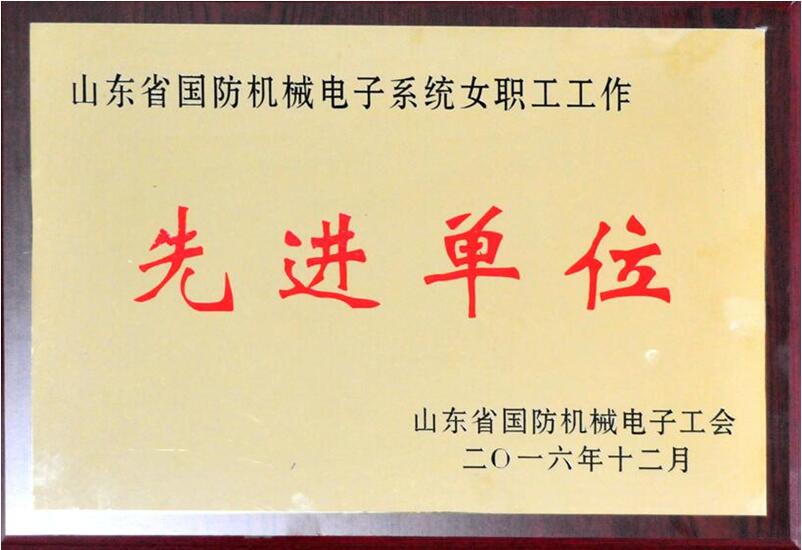 山东省国防机械电子系统女职工工作
先进单位
山东省国防机械电子工会
二〇一六年十二月